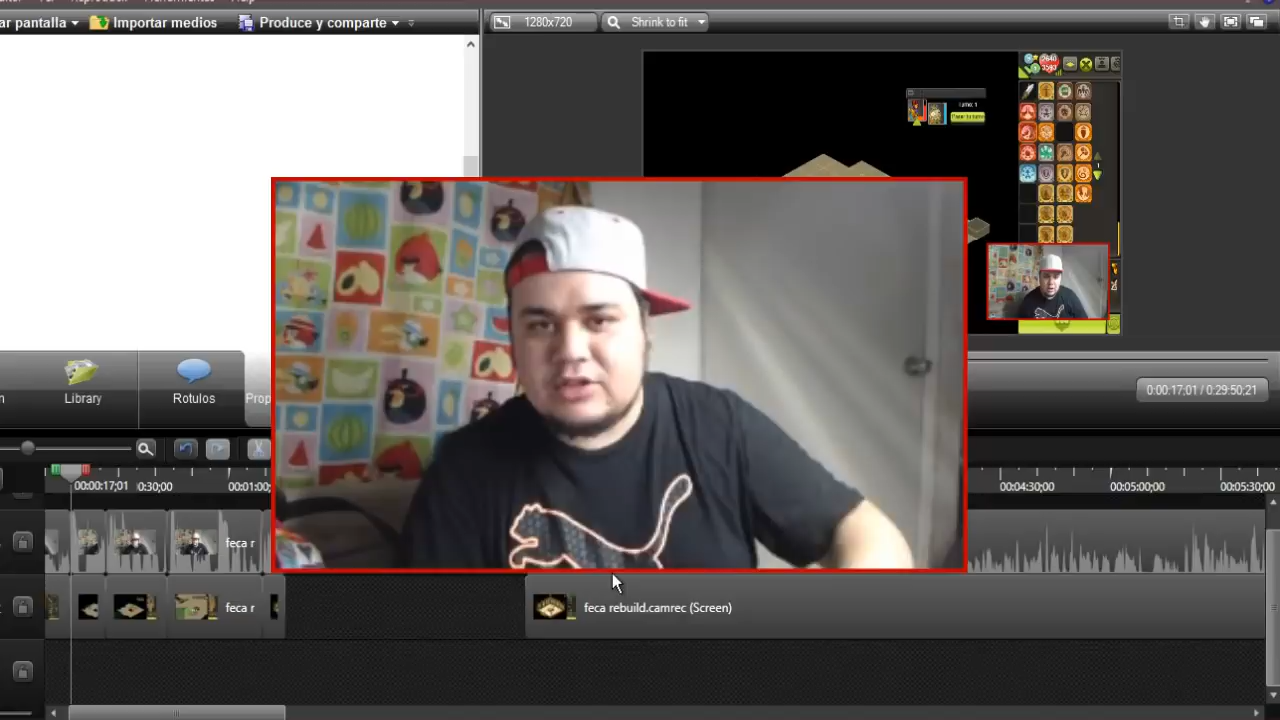 ar pantalla
Importar medios
Produce y comparte
1280x720
Shrink to fit
Turno: 1
Library
Rotulos
Prop
0:00:17;01 / 0:29:50;21
00:00:17;01
0:30;00
00:01:00
00:04:30;00
00:05:00;00
00:05:30;00
feca r
feca r
feca rebuild.camrec (Screen)